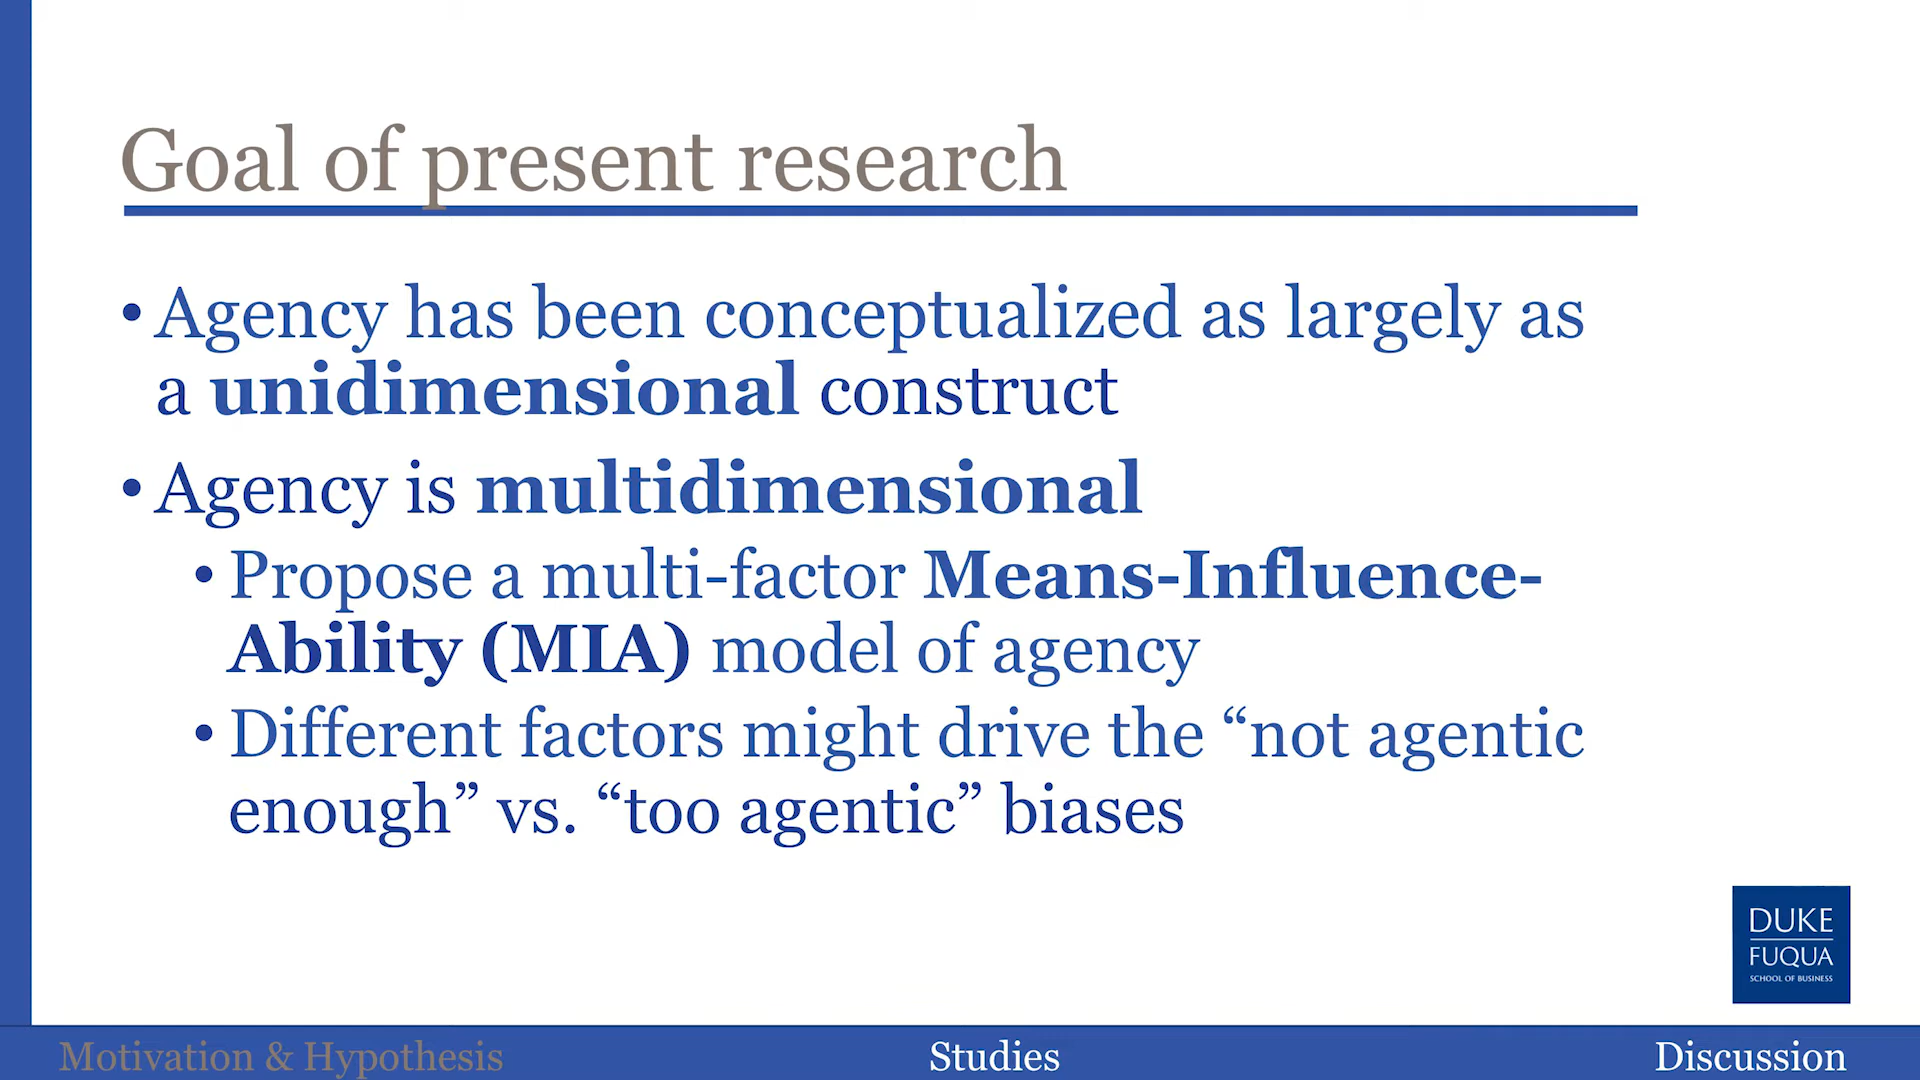 Goal of present research
• Agency has been conceptualized as largely as
a unidimensional construct
• Agency is multidimensional
• Propose a multi-factor Means-Influence-
Ability (MIA) model of agency
• Different factors might drive the “not agentic
enough” vs. “too agentic” biases
DUKE
FUQUA
SCHOOL OF BUSINESS
Motivation & Hypothesis
Studies
Discussion